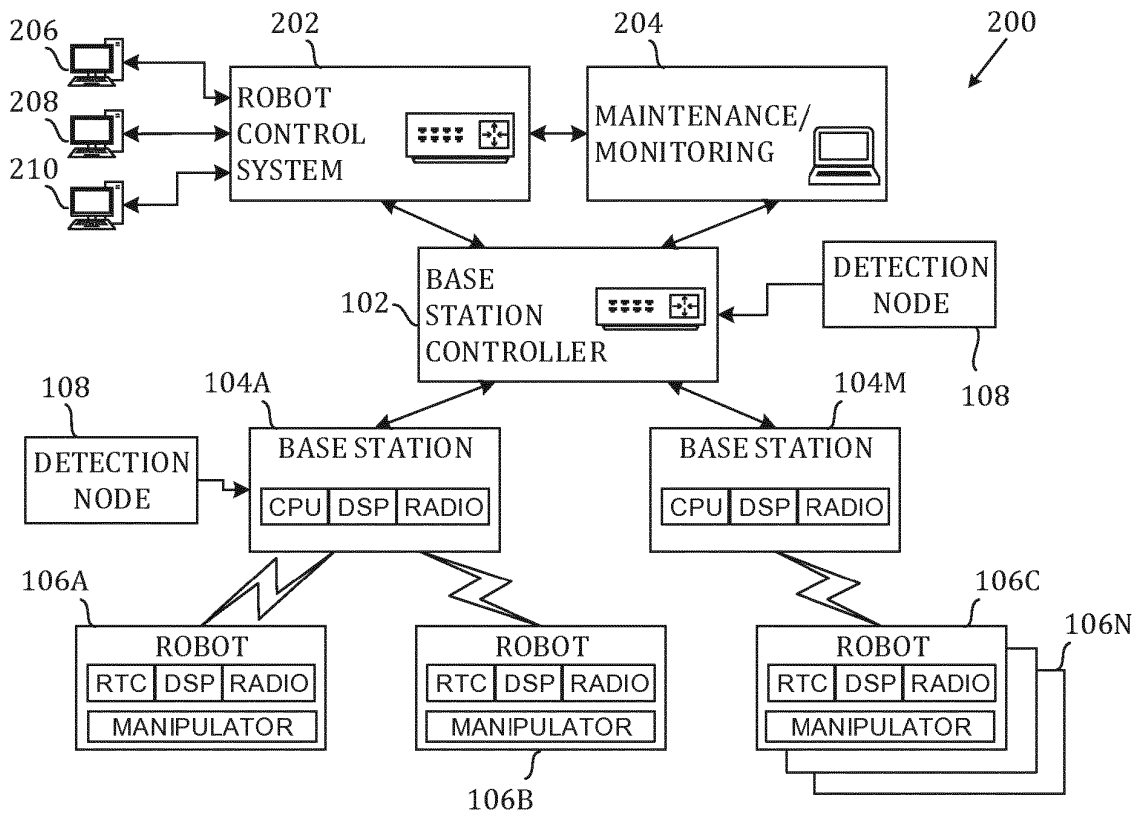 206
202
204
200
208
210
ROBOT
CONTROL
SYSTEM
MAINTENANCE/
MONITORING
102
BASE
STATION
CONTROLLER
DETECTION
NODE
108
108
DETECTION
NODE
104A
BASE STATION
CPU DSP RADIO
104M
BASE STATION
CPU DSP RADIO
106A
ROBOT
RTC DSP RADIO
MANIPULATOR
ROBOT
RTC DSP RADIO
MANIPULATOR
106B
106C
106N
ROBOT
RTC DSP RADIO
MANIPULATOR